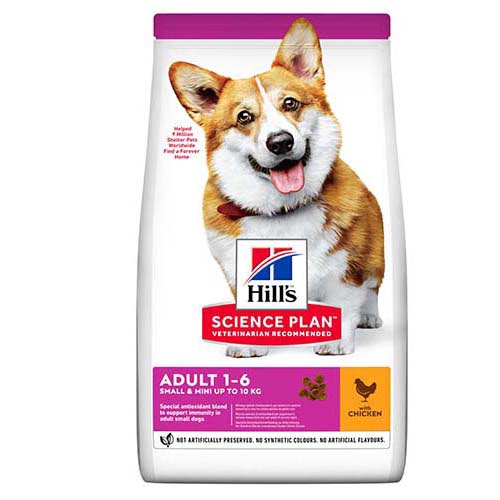 Helped
9 Million
Shelter Pets
Worldwide
Find a Forever
Home
Hill's
SCIENCE PLAN™
VETERINARIAN RECOMMENDED
ADULT 1-6
SMALL & MINI UP TO 10 KG
Special antioxidant blend
to support immunity in
adult small dogs
with
CHICKEN
NOT ARTIFICIALLY PRESERVED. NO SYNTHETIC COLOURS. NO ARTIFICIAL FLAVOURS.